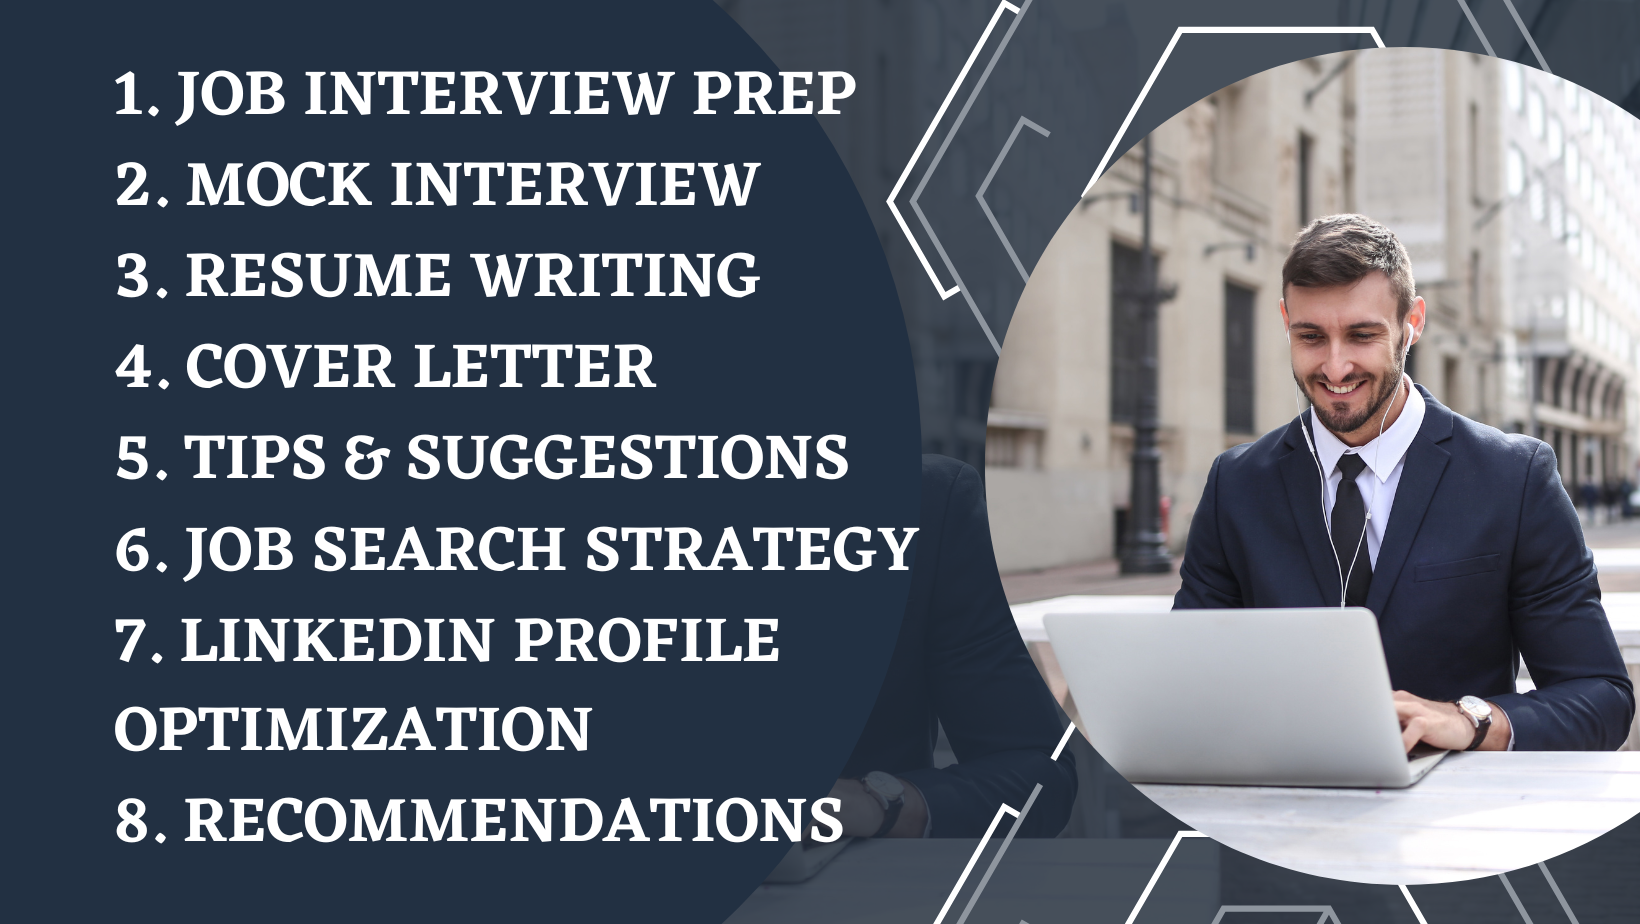 1. JOB INTERVIEW PREP
2. MOCK INTERVIEW
3. RESUME WRITING
4. COVER LETTER
5. TIPS & SUGGESTIONS
6. JOB SEARCH STRATEGY
7. LINKEDIN PROFILE
OPTIMIZATION
8. RECOMMENDATIONS